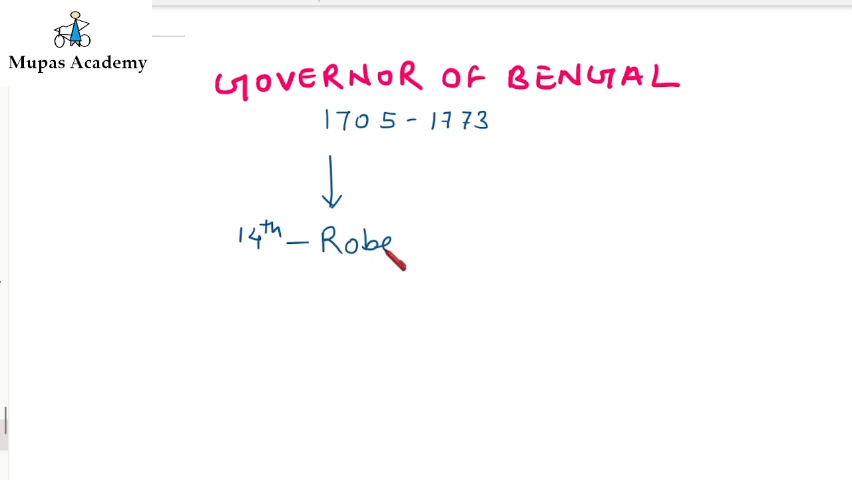 Mupas Academy
GOVERNOR OF BENGAL
1705 - 1773
14th - Robe